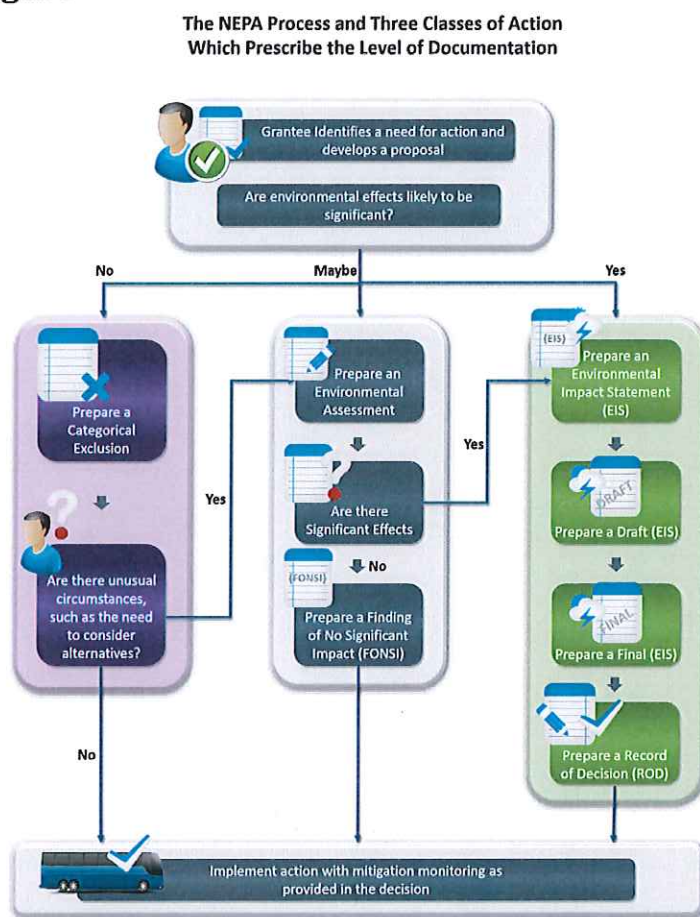 The NEPA Process and Three Classes of Action
Which Prescribe the Level of Documentation
Grantee Identifies a need for action and
develops a proposal
Are environmental effects likely to be
significant?
No
Maybe
Yes
Prepare a
Categorical
Exclusion
Are there unusual
circumstances,
such as the need
to consider
alternatives?
Yes
No
Prepare an
Environmental
Assessment
Are there
Significant Effects
Yes
No
(FONSI)
Prepare a Finding
of No Significant
Impact (FONSI)
(EIS)
Prepare an
Environmental
Impact Statement
(EIS)
DRAFT
Prepare a Draft (EIS)
FINAL
Prepare a Final (EIS)
Prepare a Record
of Decision (ROD)
Implement action with mitigation monitoring as
provided in the decision